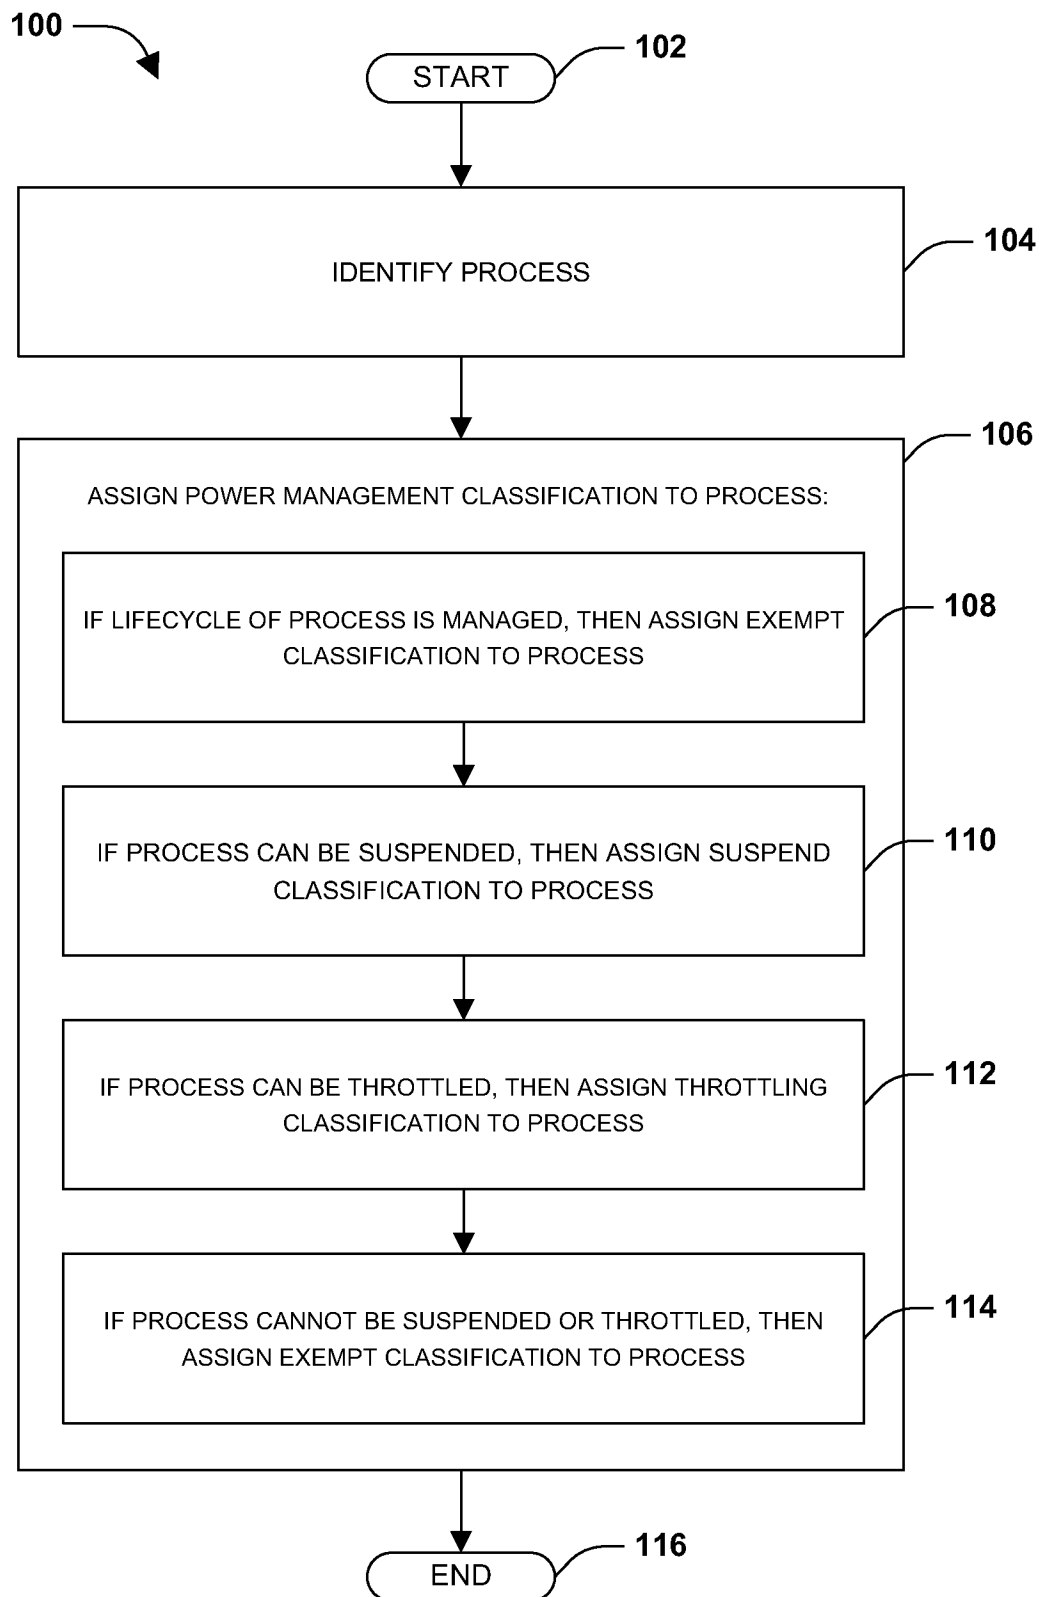 100
START
102
IDENTIFY PROCESS
104
106
ASSIGN POWER MANAGEMENT CLASSIFICATION TO PROCESS:
IF LIFECYCLE OF PROCESS IS MANAGED, THEN ASSIGN EXEMPT
CLASSIFICATION TO PROCESS
108
IF PROCESS CAN BE SUSPENDED, THEN ASSIGN SUSPEND
CLASSIFICATION TO PROCESS
110
IF PROCESS CAN BE THROTTLED, THEN ASSIGN THROTTLING
CLASSIFICATION TO PROCESS
112
IF PROCESS CANNOT BE SUSPENDED OR THROTTLED, THEN
ASSIGN EXEMPT CLASSIFICATION TO PROCESS
114
END
116